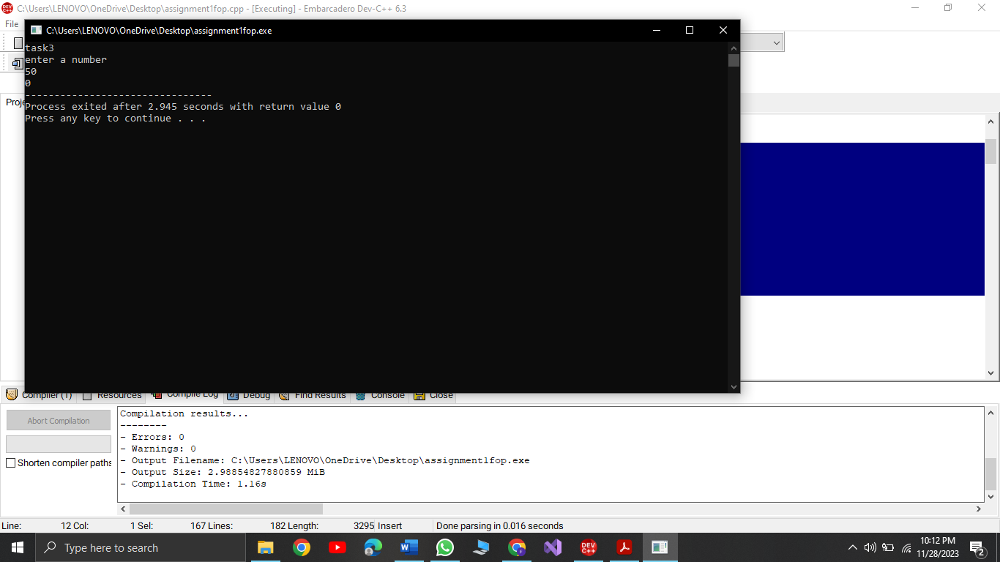 C:\Users\LENOVO\OneDrive\Desktop\assignment1fop.cpp - [Executing] - Embarcadero Dev-C++ 6.3
File
C:\Users\LENOVO\OneDrive\Desktop\assignment1fop.exe
task3
enter a number
50
0
--------------------------------
Process exited after 2.945 seconds with return value 0
Press any key to continue . . .
Proje
Compiler (1) Resources Compile Log Debug Find Results Console Close
Abort Compilation
Shorten compiler paths
Compilation results...
--------
- Errors: 0
- Warnings: 0
- Output Filename: C:\Users\LENOVO\OneDrive\Desktop\assignment1fop.exe
- Output Size: 2.98854827880859 MiB
- Compilation Time: 1.16s
Line: 12 Col: 1 Sel: 167 Lines: 182 Length: 3295 Insert Done parsing in 0.016 seconds
Type here to search
DEV C++
10:12 PM
11/28/2023
2